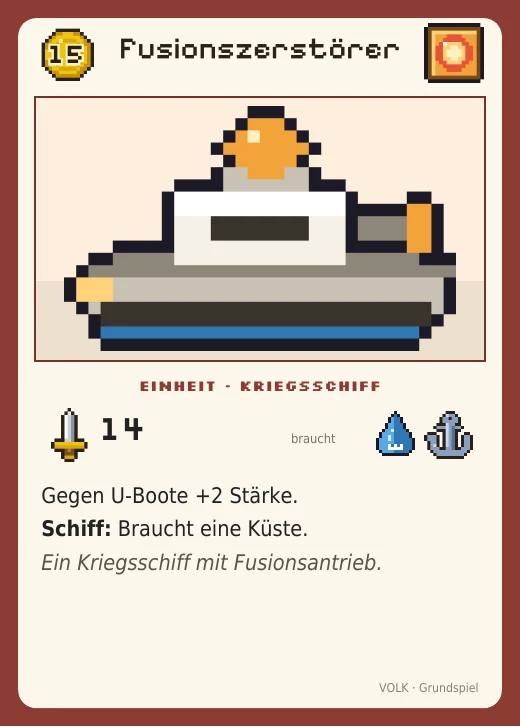 15
Fusionszerstörer
EINHEIT · KRIEGSSCHIFF
14
braucht
Gegen U-Boote +2 Stärke.
Schiff: Braucht eine Küste.
Ein Kriegsschiff mit Fusionsantrieb.
VOLK · Grundspiel